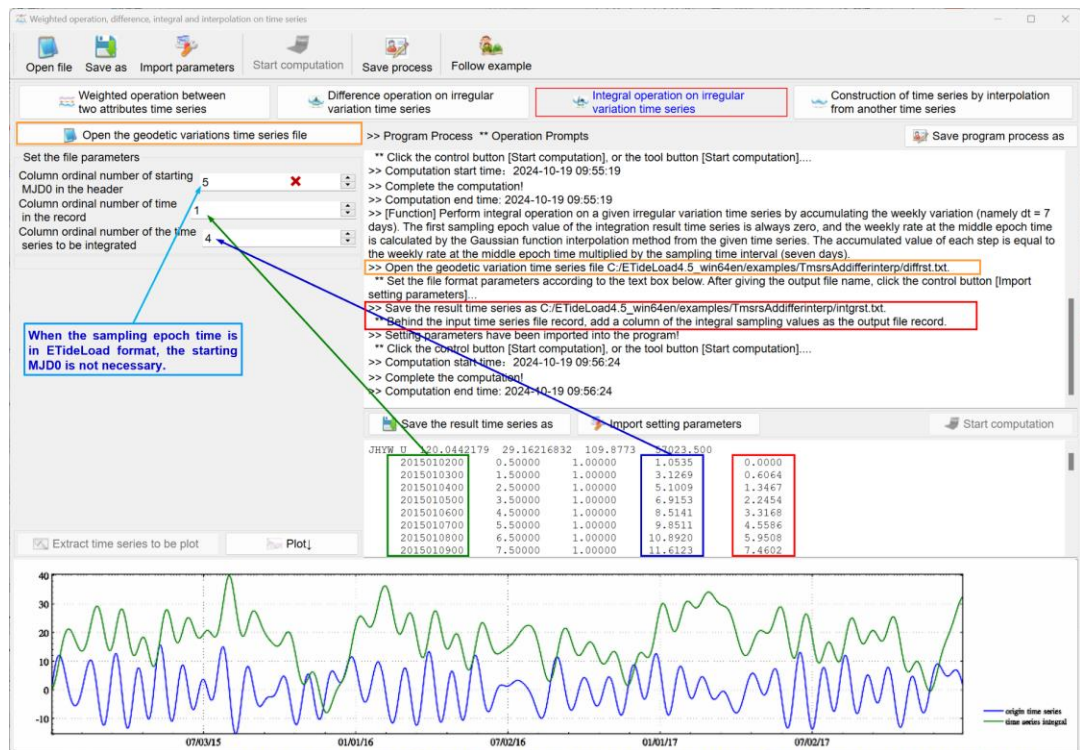 Weighted operation, difference, integral and interpolation on time series
Open file
Save as
Import parameters
Start computation
Save process
Follow example
Weighted operation between
two attributes time series
Difference operation on irregular
variation time series
Integral operation on irregular
variation time series
Construction of time series by interpolation
from another time series
Open the geodetic variations time series file
>> Program Process ** Operation Prompts
Save program process as
Set the file parameters
Column ordinal number of starting
MJD0 in the header
5
Column ordinal number of time
in the record
1
Column ordinal number of the time
series to be integrated
4
When the sampling epoch time is
in ETideLoad format, the starting
MJD0 is not necessary.
** Click the control button [Start computation], or the tool button [Start computation]....
>> Computation start time: 2024-10-19 09:55:19
>> Complete the computation!
>> Computation end time: 2024-10-19 09:55:19
>> [Function] Perform integral operation on a given irregular variation time series by accumulating the weekly variation (namely dt = 7
days). The first sampling epoch value of the integration result time series is always zero, and the weekly rate at the middle epoch time
is calculated by the Gaussian function interpolation method from the given time series. The accumulated value of each step is equal to
the weekly rate at the middle epoch time multiplied by the sampling time interval (seven days).
>> Open the geodetic variation time series file C:/ETideLoad4.5_win64en/examples/TmsrsAddifferinterp/diffrst.txt.
** Set the file format parameters according to the text box below. After giving the output file name, click the control button [Import
setting parameters]...
>> Save the result time series as C:/ETideLoad4.5_win64en/examples/TmsrsAddifferinterp/intgrst.txt.
** Behind the input time series file record, add a column of the integral sampling values as the output file record.
>> Setting parameters have been imported into the program!
** Click the control button [Start computation], or the tool button [Start computation]....
>> Computation start time: 2024-10-19 09:56:24
>> Complete the computation!
>> Computation end time: 2024-10-19 09:56:24
Save the result time series as
Import setting parameters
Start computation
JHYW_U 120.0442179 29.16216832 109.8773 57023.500
2015010200 0.50000 1.00000 1.0535 0.0000
2015010300 1.50000 1.00000 3.1269 0.6064
2015010400 2.50000 1.00000 5.1009 1.3467
2015010500 3.50000 1.00000 6.9153 2.2454
2015010600 4.50000 1.00000 8.5141 3.3168
2015010700 5.50000 1.00000 9.8511 4.5586
2015010800 6.50000 1.00000 10.8920 5.9508
2015010900 7.50000 1.00000 11.6123 7.4602
Extract time series to be plot
Plot↓
40
30
20
10
0
-10
07/03/15
01/01/16
07/02/16
01/01/17
07/02/17
origin time series
time series integral